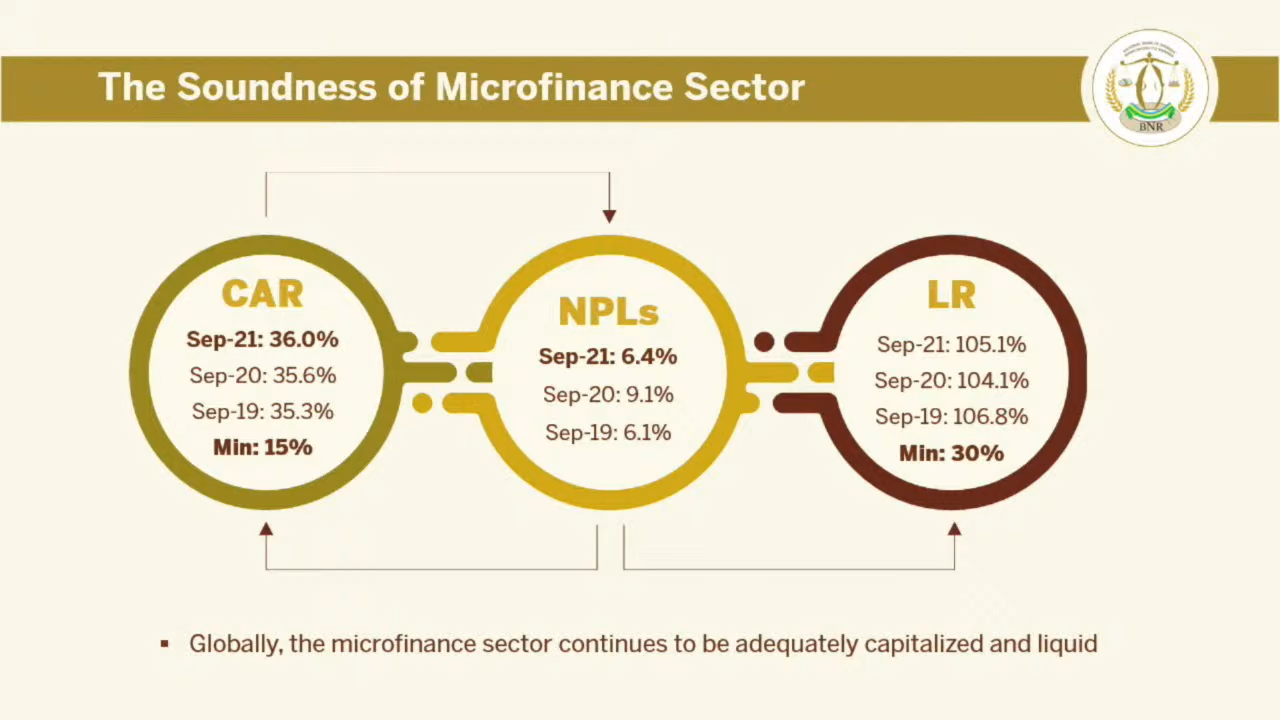 The Soundness of Microfinance Sector
BNR
CAR
Sep-21: 36.0%
Sep-20: 35.6%
Sep-19: 35.3%
Min: 15%
NPLs
Sep-21: 6.4%
Sep-20: 9.1%
Sep-19: 6.1%
LR
Sep-21: 105.1%
Sep-20: 104.1%
Sep-19: 106.8%
Min: 30%
▪ Globally, the microfinance sector continues to be adequately capitalized and liquid